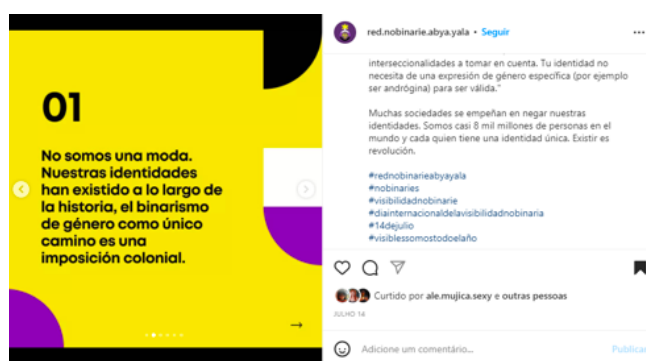 01
No somos una moda.
Nuestras identidades
han existido a lo largo de
la historia, el binarismo
de género como único
camino es una
imposición colonial.
red.nobinarie.abya.yala • Seguir
interseccionalidades a tomar en cuenta. Tu identidad no
necesita de una expresión de género específica (por ejemplo
ser andrógina) para ser válida."
Muchas sociedades se empeñan en negar nuestras
identidades. Somos casi 8 mil millones de personas en el
mundo y cada quien tiene una identidad única. Existir es
revolución.
#rednobinarieabyayala
#nobinaries
#visibilidadnobinarie
#diainternacionaldelavisibilidadnobinaria
#14dejulio
#visiblessomostodoelaño
Curtido por ale.mujica.sexy e outras pessoas
JULHO 14
Adicione um comentário...
Publicar